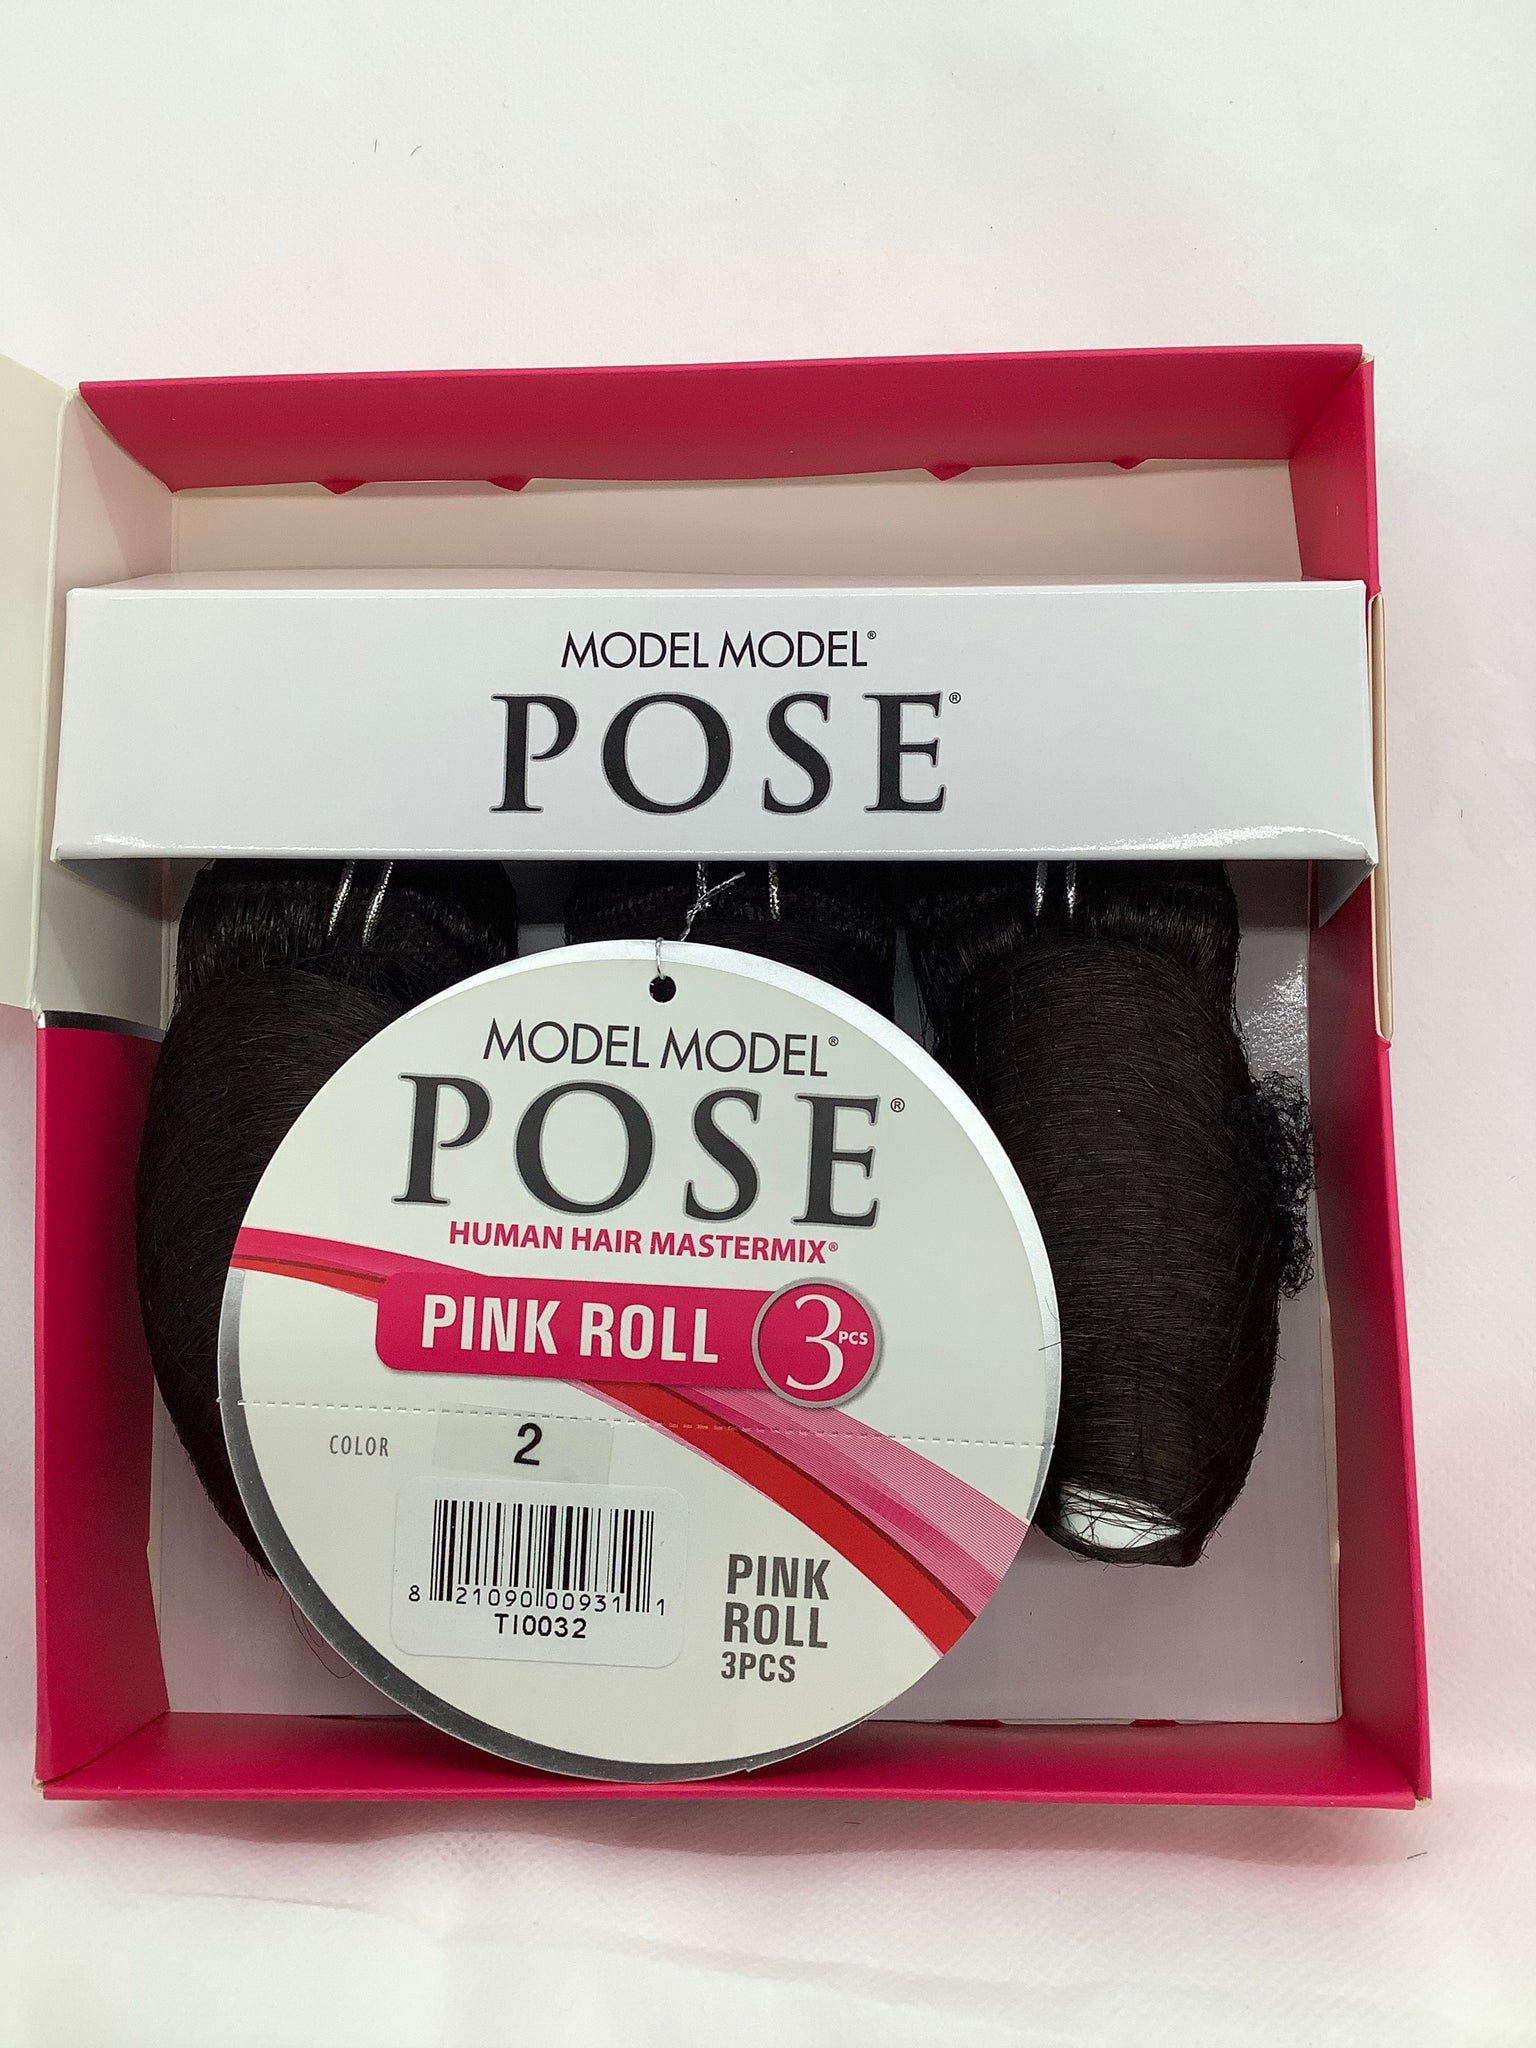 MODEL MODEL®
POSE®
MODEL MODEL®
POSE®
HUMAN HAIR MASTERMIX®
PINK ROLL 3 PCS
COLOR 2
8 21090 00931 1
TI0032
PINK
ROLL
3PCS